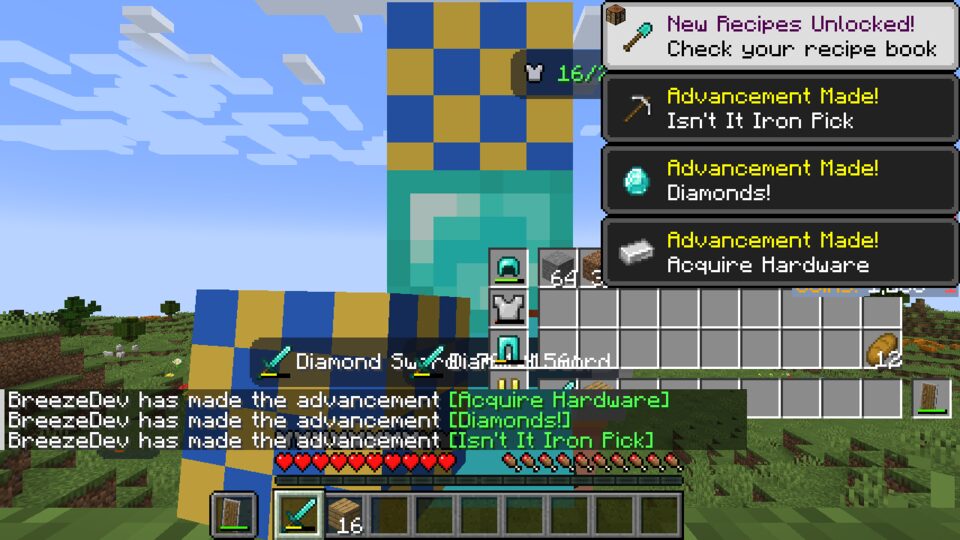 New Recipes Unlocked!
Check your recipe book
16/
Advancement Made!
Isn't It Iron Pick
Advancement Made!
Diamonds!
Advancement Made!
Acquire Hardware
64
12
Diamond
BreezeDev has made the advancement [Acquire Hardware]
BreezeDev has made the advancement [Diamonds!]
BreezeDev has made the advancement [Isn't It Iron Pick]
16